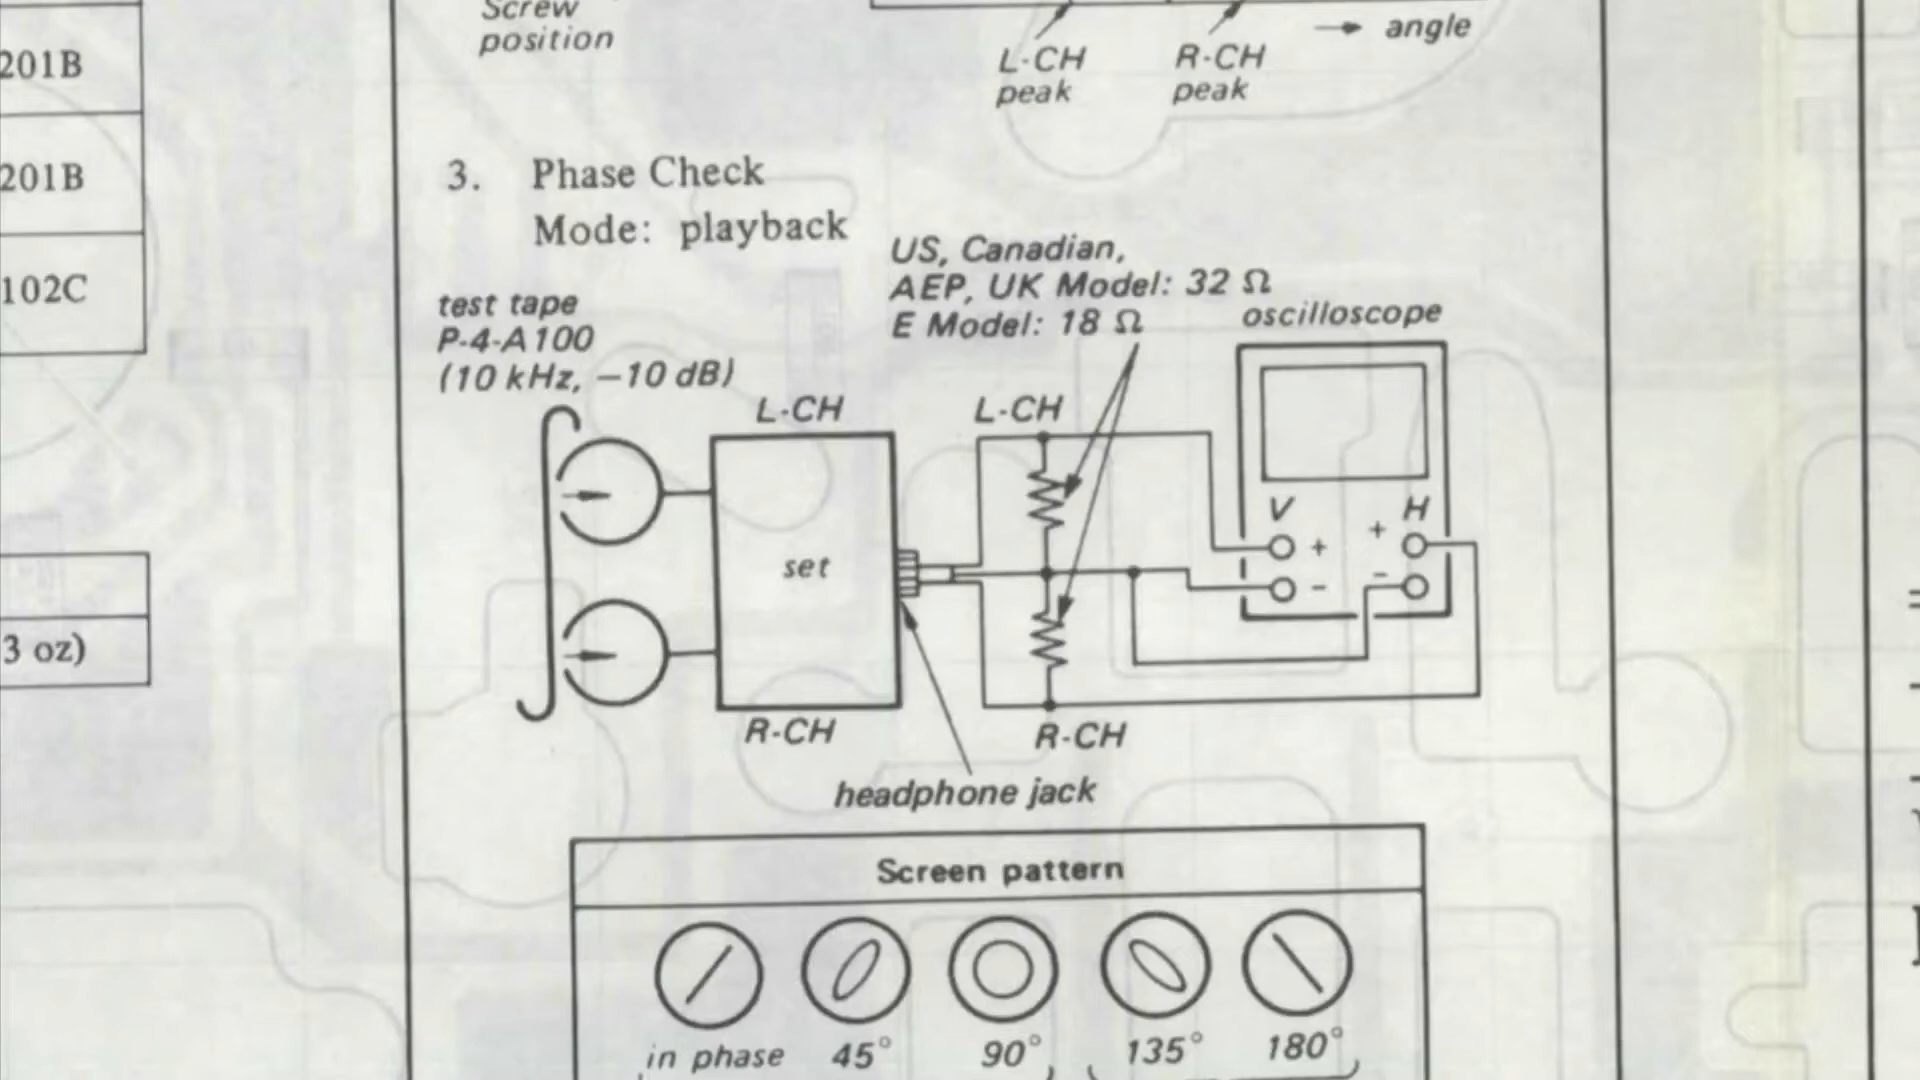 201B
201B
102C
3 oz)
Screw
position
L-CH
peak
R-CH
peak
→ angle
3. Phase Check
Mode: playback
US, Canadian,
AEP, UK Model: 32 Ω
E Model: 18 Ω
test tape
P-4-A100
(10 kHz, −10 dB)
oscilloscope
L-CH
L-CH
V
H
+
+
−
−
set
R-CH
R-CH
headphone jack
Screen pattern
in phase
45°
90°
135°
180°